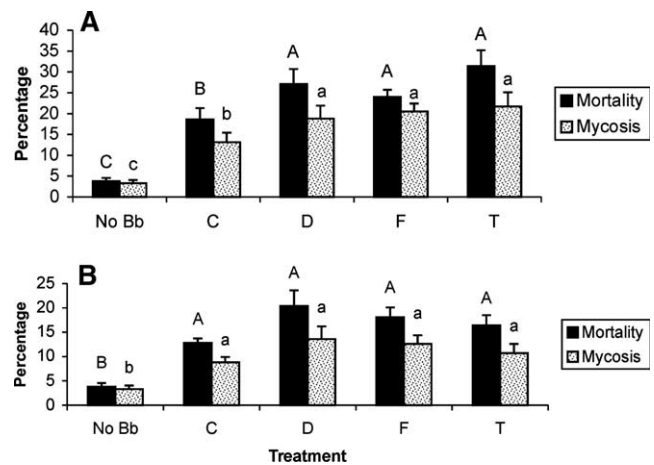 A
Percentage
40
35
30
25
20
15
10
5
0
C c
B b
A a
A a
A a
No Bb C D F T
Mortality
Mycosis
B
Percentage
25
20
15
10
5
0
B b
A a
A a
A a
A a
No Bb C D F T
Treatment
Mortality
Mycosis